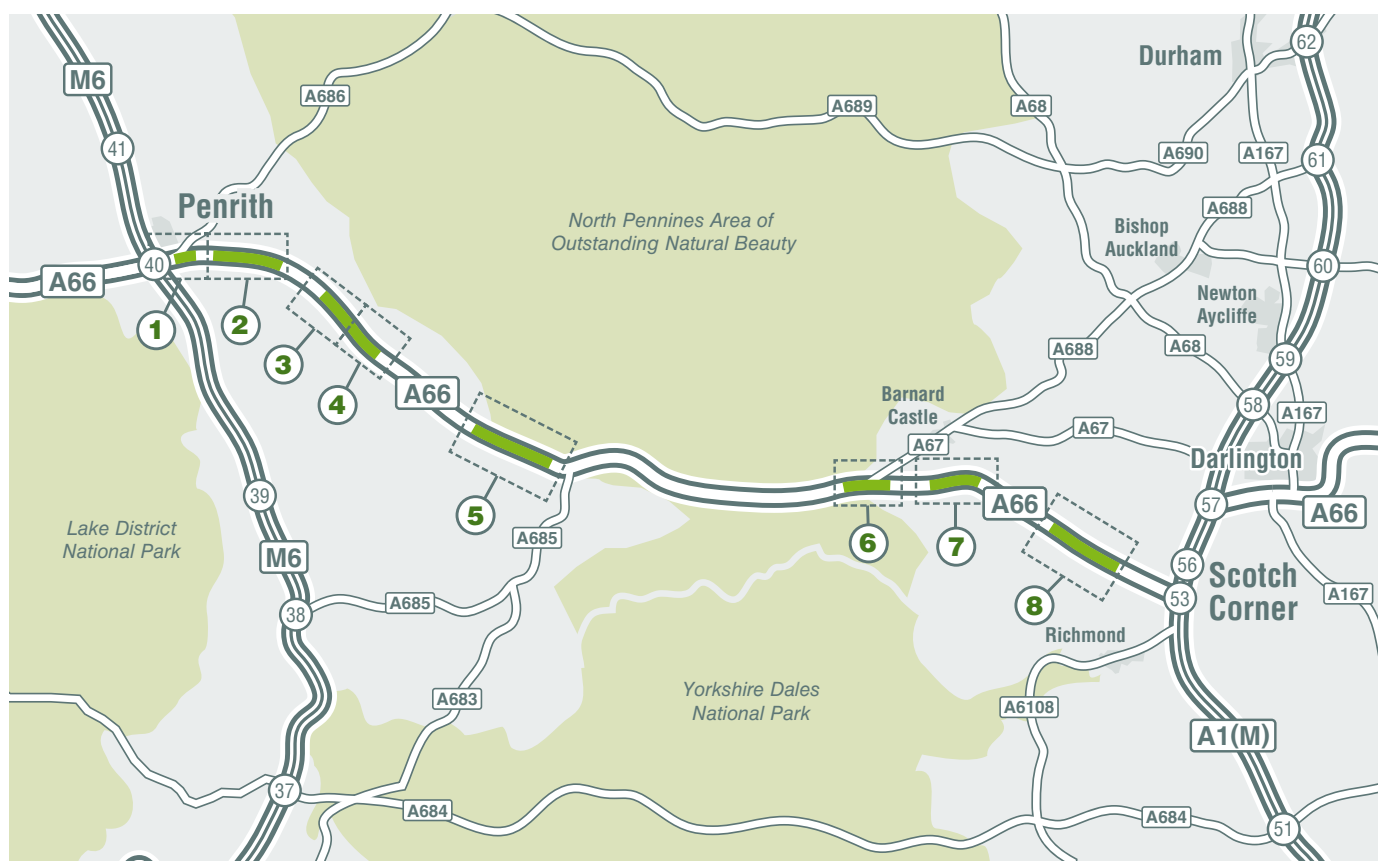 62
Durham
M6
A686
A689
A68
41
A690
A167
61
Penrith
A688
North Pennines Area of
Outstanding Natural Beauty
Bishop
Auckland
40
A66
60
Newton
Aycliffe
1
2
3
A688
A68
59
4
A66
Barnard
Castle
58
A167
A67
A67
Darlington
39
5
A66
57
A66
Lake District
National Park
A685
6
7
M6
56
Scotch
Corner
A685
38
8
53
A167
Richmond
Yorkshire Dales
National Park
A683
A6108
A1(M)
37
A684
A684
51